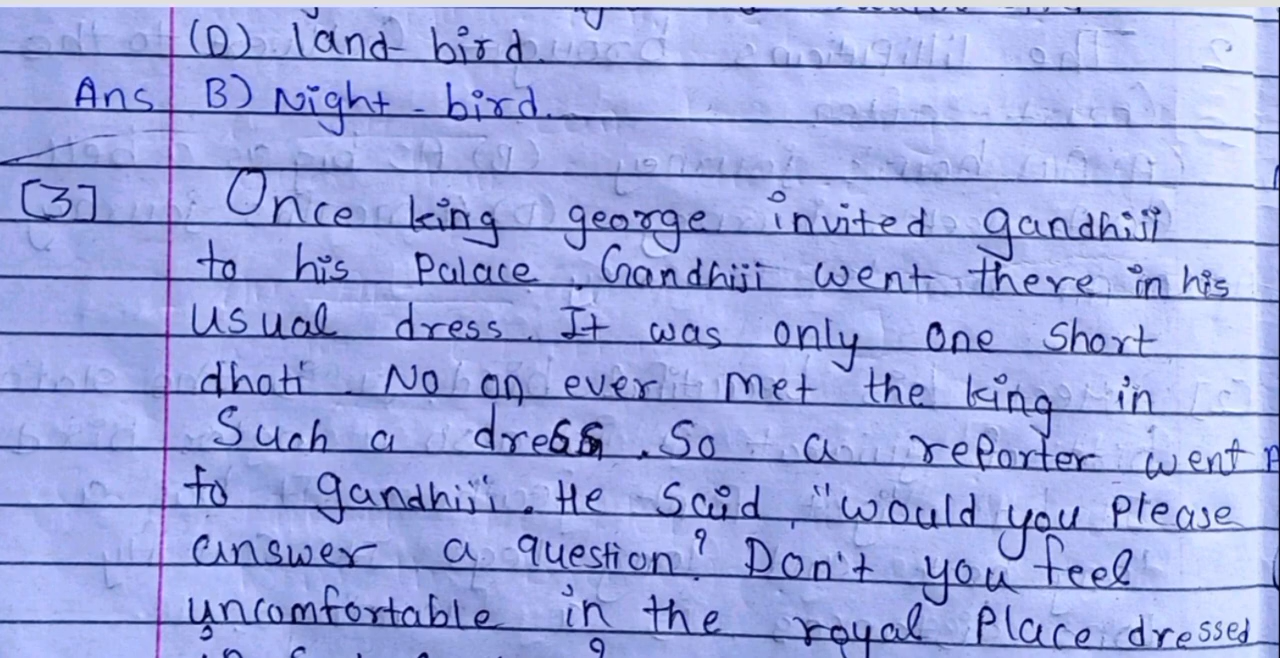 (D) land bird.
Ans B) Night - bird.
[3] Once king george invited gandhiji
to his Palace. Gandhiji went there in his
usual dress. It was only one short
dhoti. No on ever met the king in
Such a dress. So a reporter went
to gandhiji. He Said, "would you Please
answer a question? Don't you feel
uncomfortable in the royal Place dressed